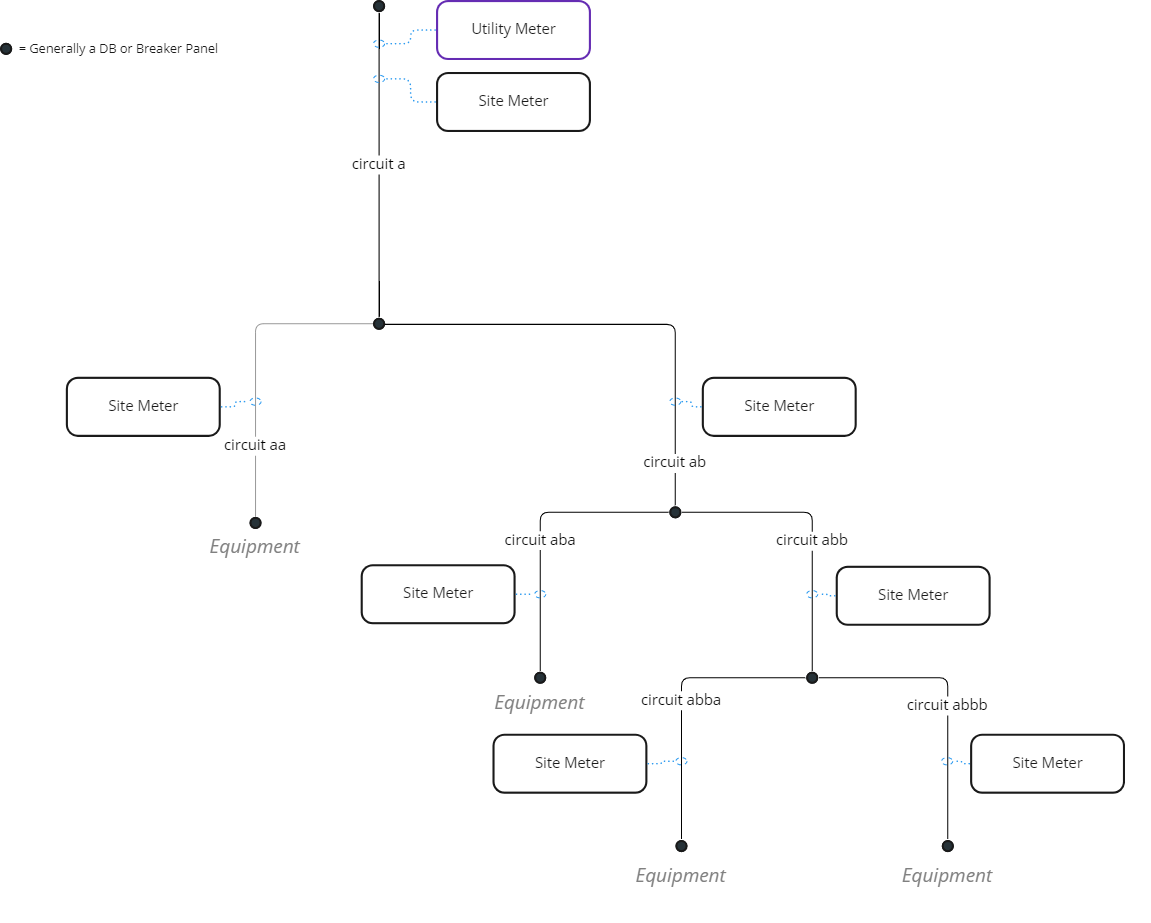 Utility Meter
= Generally a DB or Breaker Panel
Site Meter
circuit a
Site Meter
Site Meter
circuit aa
circuit ab
Equipment
circuit aba
circuit abb
Site Meter
Site Meter
Equipment
circuit abba
circuit abbb
Site Meter
Site Meter
Equipment
Equipment